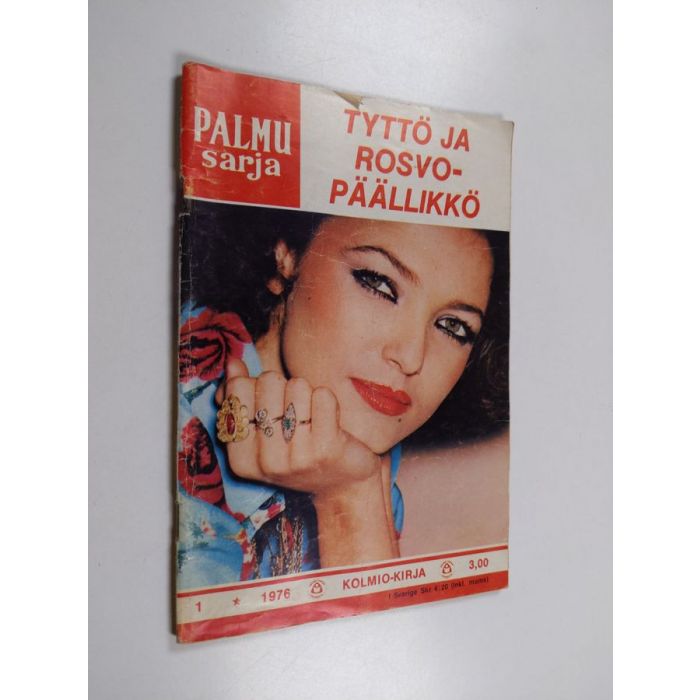 PALMU
sarja
TYTTÖ JA
ROSVO-
PÄÄLLIKKÖ
1 ★ 1976 KOLMIO-KIRJA 3,00
I Sverige Skr 4:20 (inkl. moms)